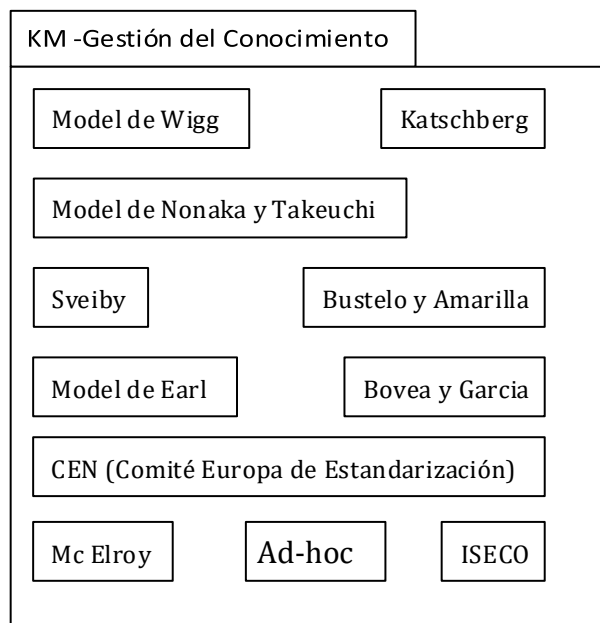 KM -Gestión del Conocimiento
Model de Wigg
Katschberg
Model de Nonaka y Takeuchi
Sveiby
Bustelo y Amarilla
Model de Earl
Bovea y Garcia
CEN (Comité Europa de Estandarización)
Mc Elroy
Ad-hoc
ISECO